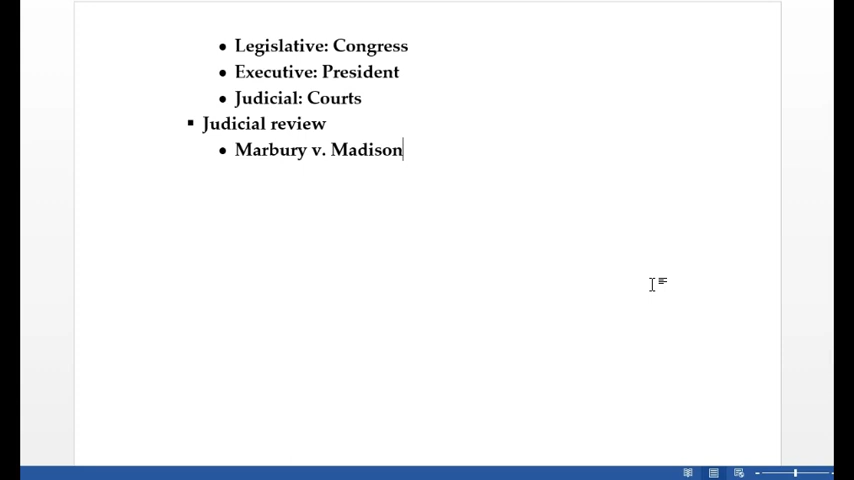 • Legislative: Congress
• Executive: President
• Judicial: Courts
▪ Judicial review
• Marbury v. Madison